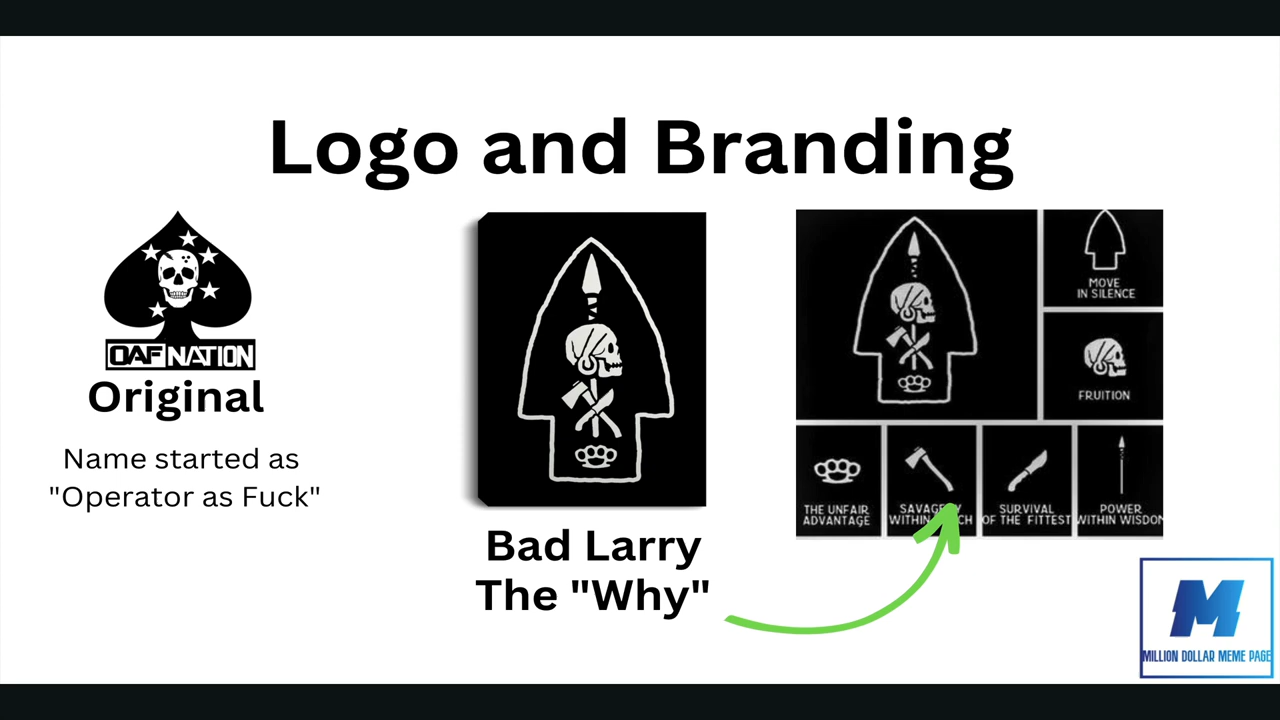 Logo and Branding
OAF NATION
Original
Name started as
"Operator as Fuck"
Bad Larry
The "Why"
MOVE
IN SILENCE
FRUITION
THE UNFAIR
ADVANTAGE
WITHIN
SURVIVAL
OF THE FITTEST
POWER
WITHIN WISDOM
M
MILLION DOLLAR MEME PAGE